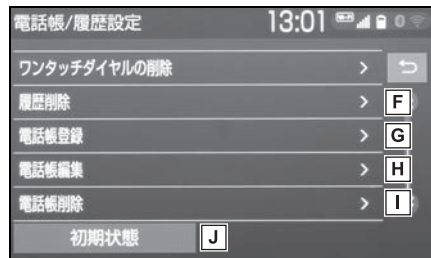 電話帳/履歴設定 13:01
ワンタッチダイヤルの削除 >
履歴削除 > F
電話帳登録 > G
電話帳編集 > H
電話帳削除 > I
初期状態 J